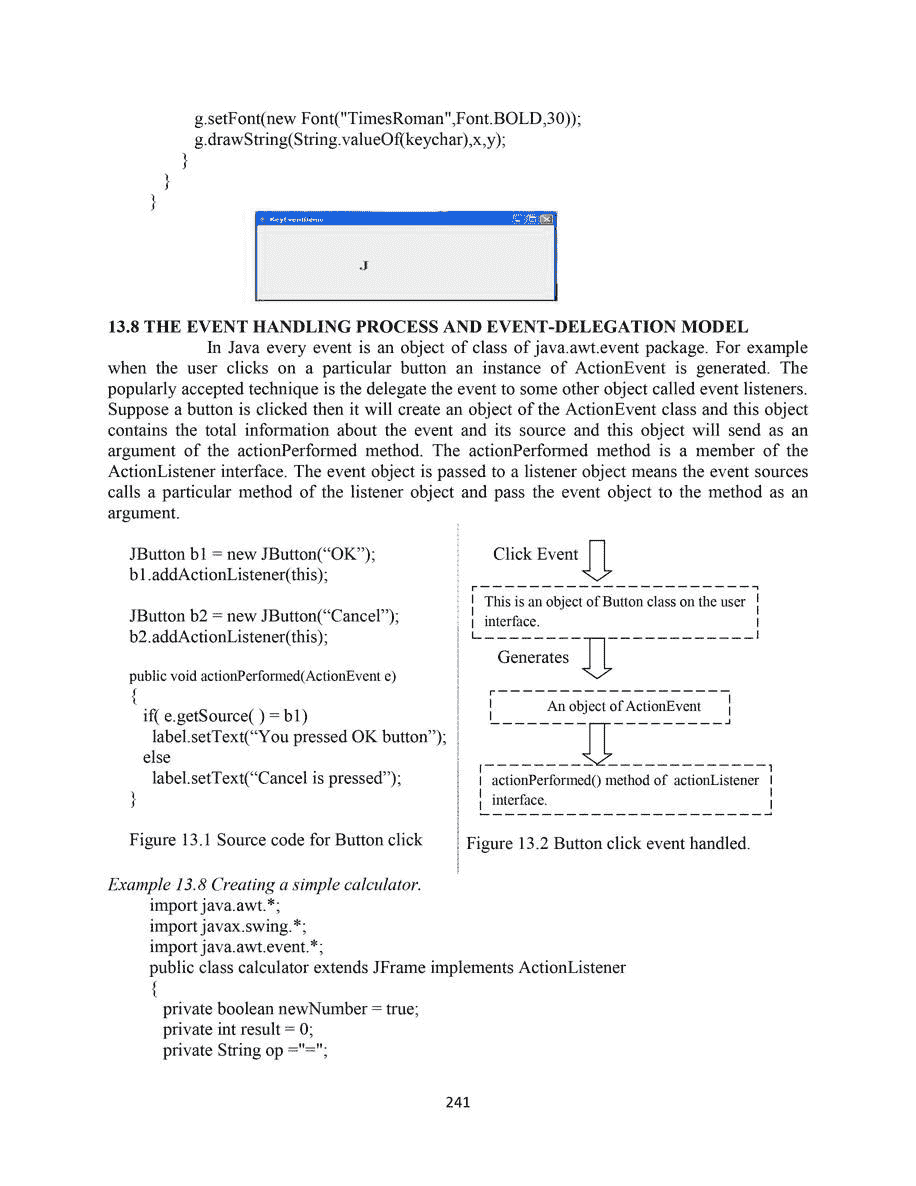 g.setFont(new Font("TimesRoman",Font.BOLD,30));
g.drawString(String.valueOf(keychar),x,y);
}
}
}
KeyEventDemo
J
13.8 THE EVENT HANDLING PROCESS AND EVENT-DELEGATION MODEL
In Java every event is an object of class of java.awt.event package. For example
when the user clicks on a particular button an instance of ActionEvent is generated. The
popularly accepted technique is the delegate the event to some other object called event listeners.
Suppose a button is clicked then it will create an object of the ActionEvent class and this object
contains the total information about the event and its source and this object will send as an
argument of the actionPerformed method. The actionPerformed method is a member of the
ActionListener interface. The event object is passed to a listener object means the event sources
calls a particular method of the listener object and pass the event object to the method as an
argument.
JButton b1 = new JButton(“OK”);
b1.addActionListener(this);
JButton b2 = new JButton(“Cancel”);
b2.addActionListener(this);
public void actionPerformed(ActionEvent e)
{
if( e.getSource( ) = b1)
label.setText(“You pressed OK button”);
else
label.setText(“Cancel is pressed”);
}
Figure 13.1 Source code for Button click
Click Event
This is an object of Button class on the user
interface.
Generates
An object of ActionEvent
actionPerformed() method of actionListener
interface.
Figure 13.2 Button click event handled.
Example 13.8 Creating a simple calculator.
import java.awt.*;
import javax.swing.*;
import java.awt.event.*;
public class calculator extends JFrame implements ActionListener
{
private boolean newNumber = true;
private int result = 0;
private String op ="=";
241